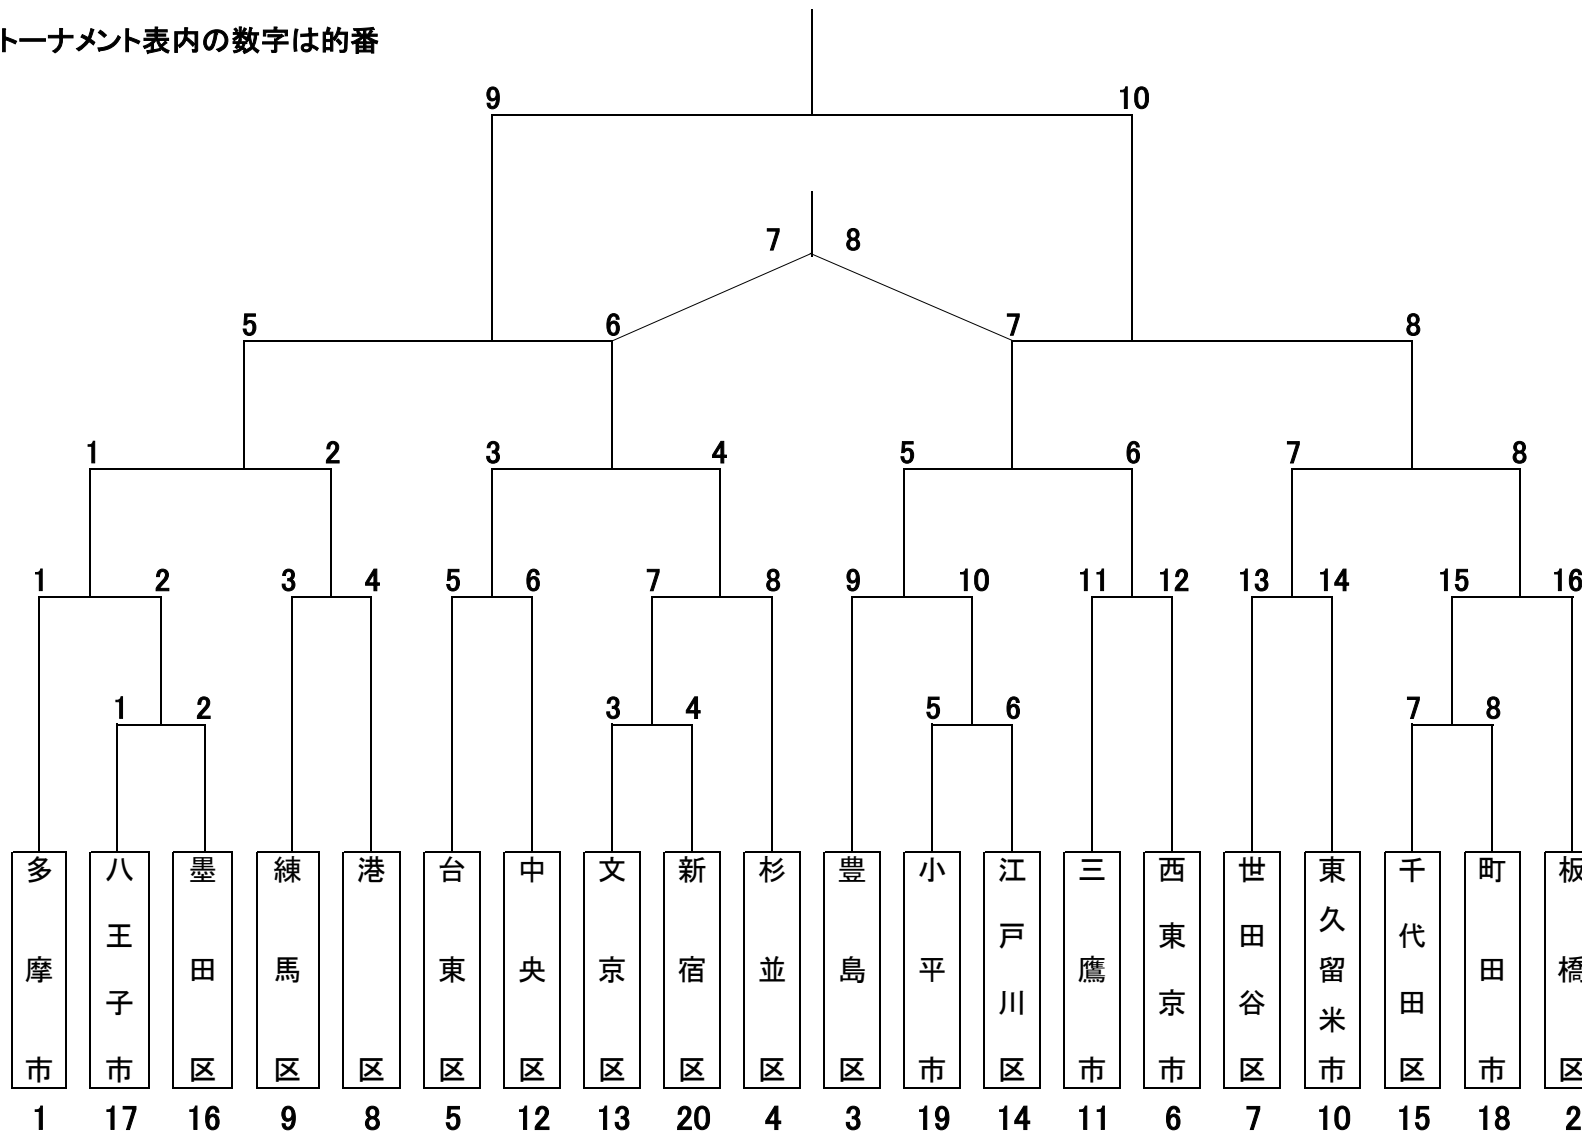 トーナメント表内の数字は的番
9 10
7 8
5 6 7 8
1 2 3 4 5 6 7 8
1 2 3 4 5 6 7 8 9 10 11 12 13 14 15 16
1 2 3 4 5 6 7 8
多摩市
八王子市
墨田区
練馬区
港区
台東区
中央区
文京区
新宿区
杉並区
豊島区
小平市
江戸川区
三鷹市
西東京市
世田谷区
東久留米市
千代田区
町田市
板橋区
1 17 16 9 8 5 12 13 20 4 3 19 14 11 6 7 10 15 18 2